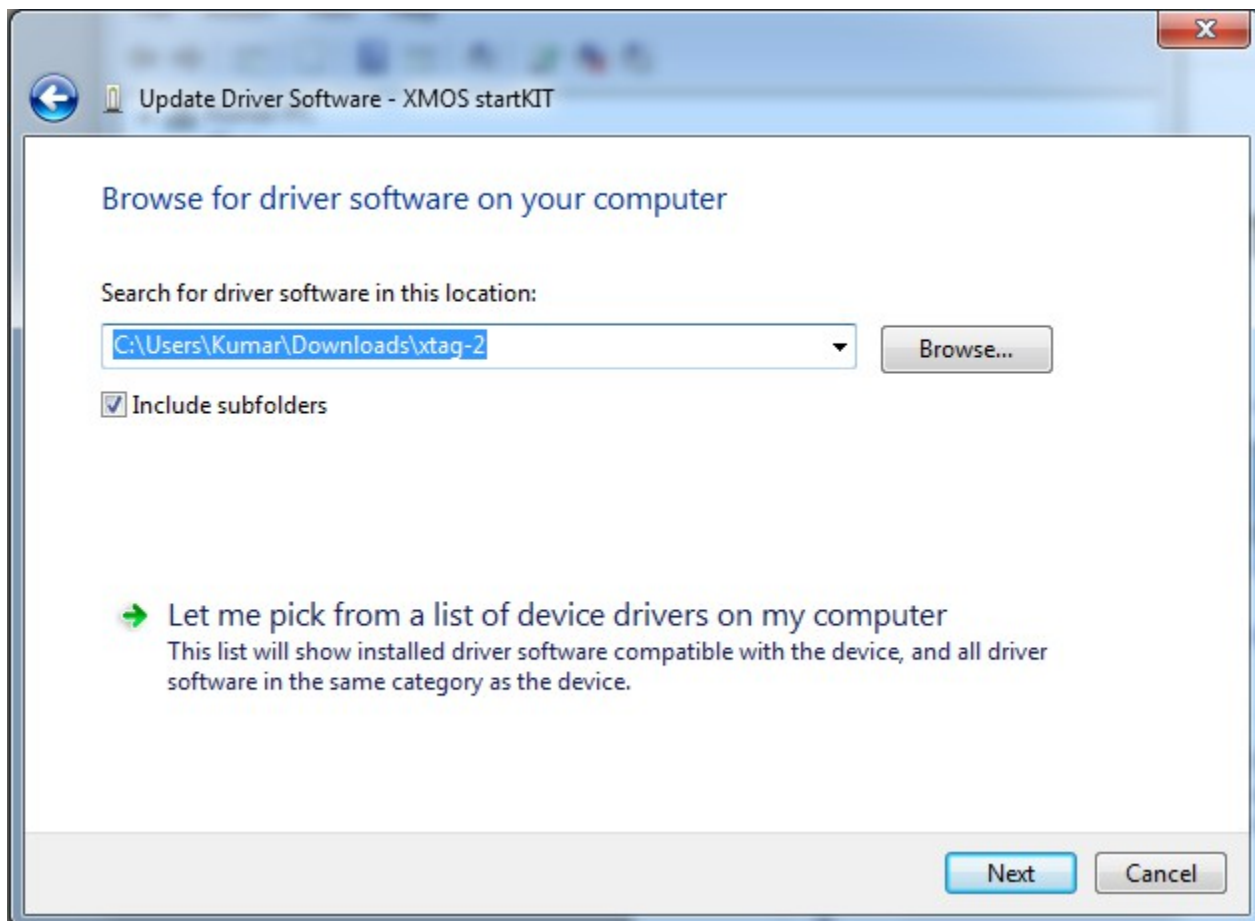 Update Driver Software - XMOS startKIT
Browse for driver software on your computer
Search for driver software in this location:
C:\Users\Kumar\Downloads\xtag-2
Browse...
Include subfolders
Let me pick from a list of device drivers on my computer
This list will show installed driver software compatible with the device, and all driver
software in the same category as the device.
Next
Cancel